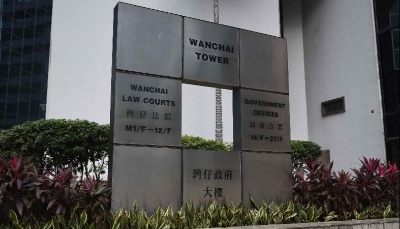 WANCHAI
TOWER
WANCHAI
LAW COURTS
灣仔法院
M1/F－12/F
GOVERNMENT
OFFICES
政府辦公室
14/F－27/F
灣仔政府
大樓